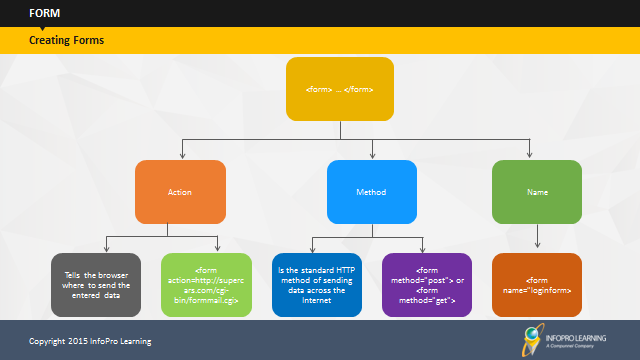 FORM
Creating Forms
<form> ... </form>
Action
Method
Name
Tells the browser
where to send the
entered data
<form
action=http://superc
ars.com/cgi-
bin/formmail.cgi>
Is the standard HTTP
method of sending
data across the
Internet
<form
method="post"> or
<form
method="get">
<form
name="loginform>
Copyright 2015 InfoPro Learning
INFOPRO LEARNING
A Compunnel Company